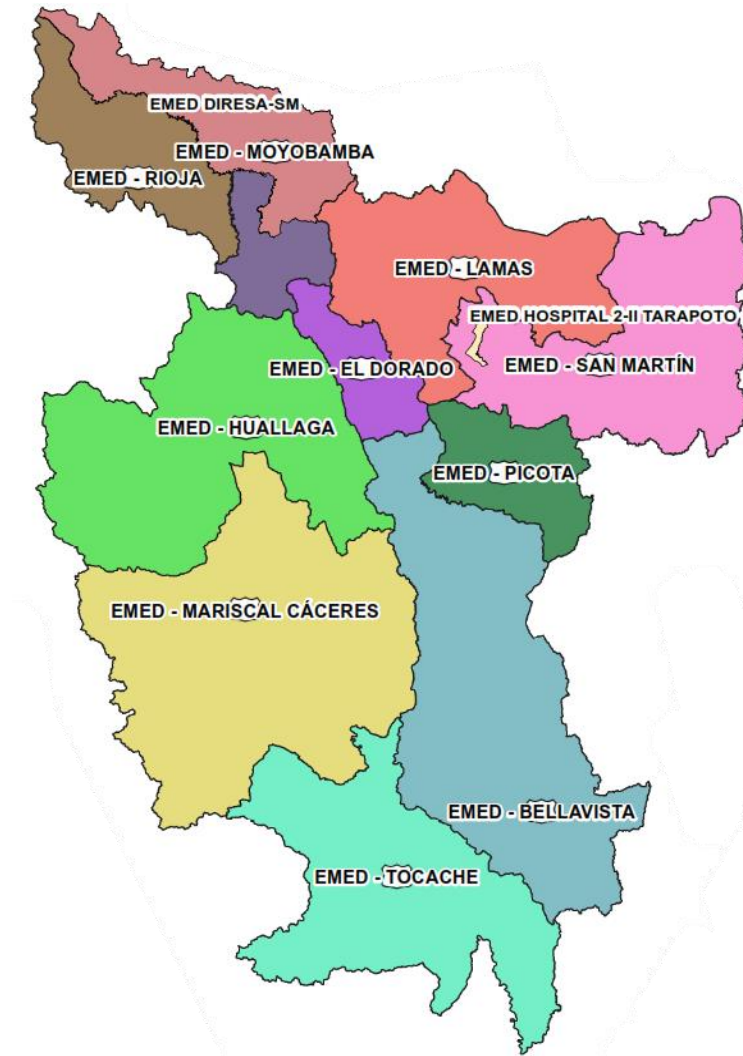 EMED DIRESA-SM
EMED - MOYOBAMBA
EMED - RIOJA
EMED - LAMAS
EMED HOSPITAL 2-II TARAPOTO
EMED - SAN MARTÍN
EMED - EL DORADO
EMED - HUALLAGA
EMED - PICOTA
EMED - MARISCAL CÁCERES
EMED - BELLAVISTA
EMED - TOCACHE